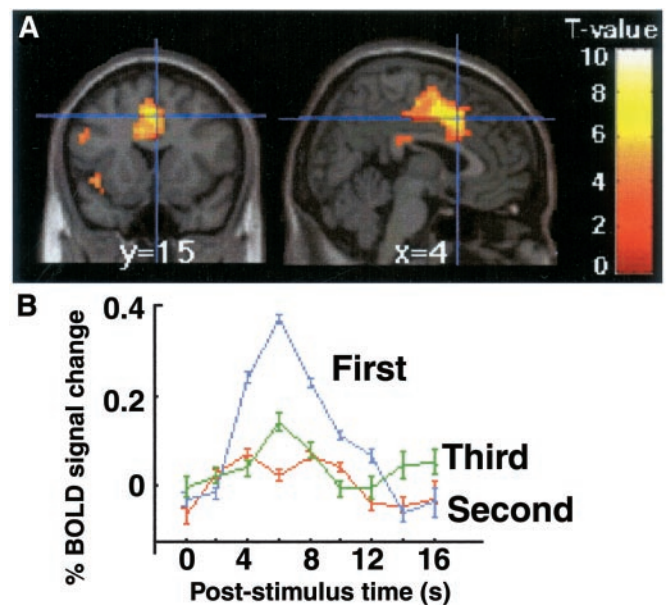 A
T-value
10
8
6
4
2
0
y=15
x=4
B
% BOLD signal change
0.4
0.2
0
First
Third
Second
0 4 8 12 16
Post-stimulus time (s)